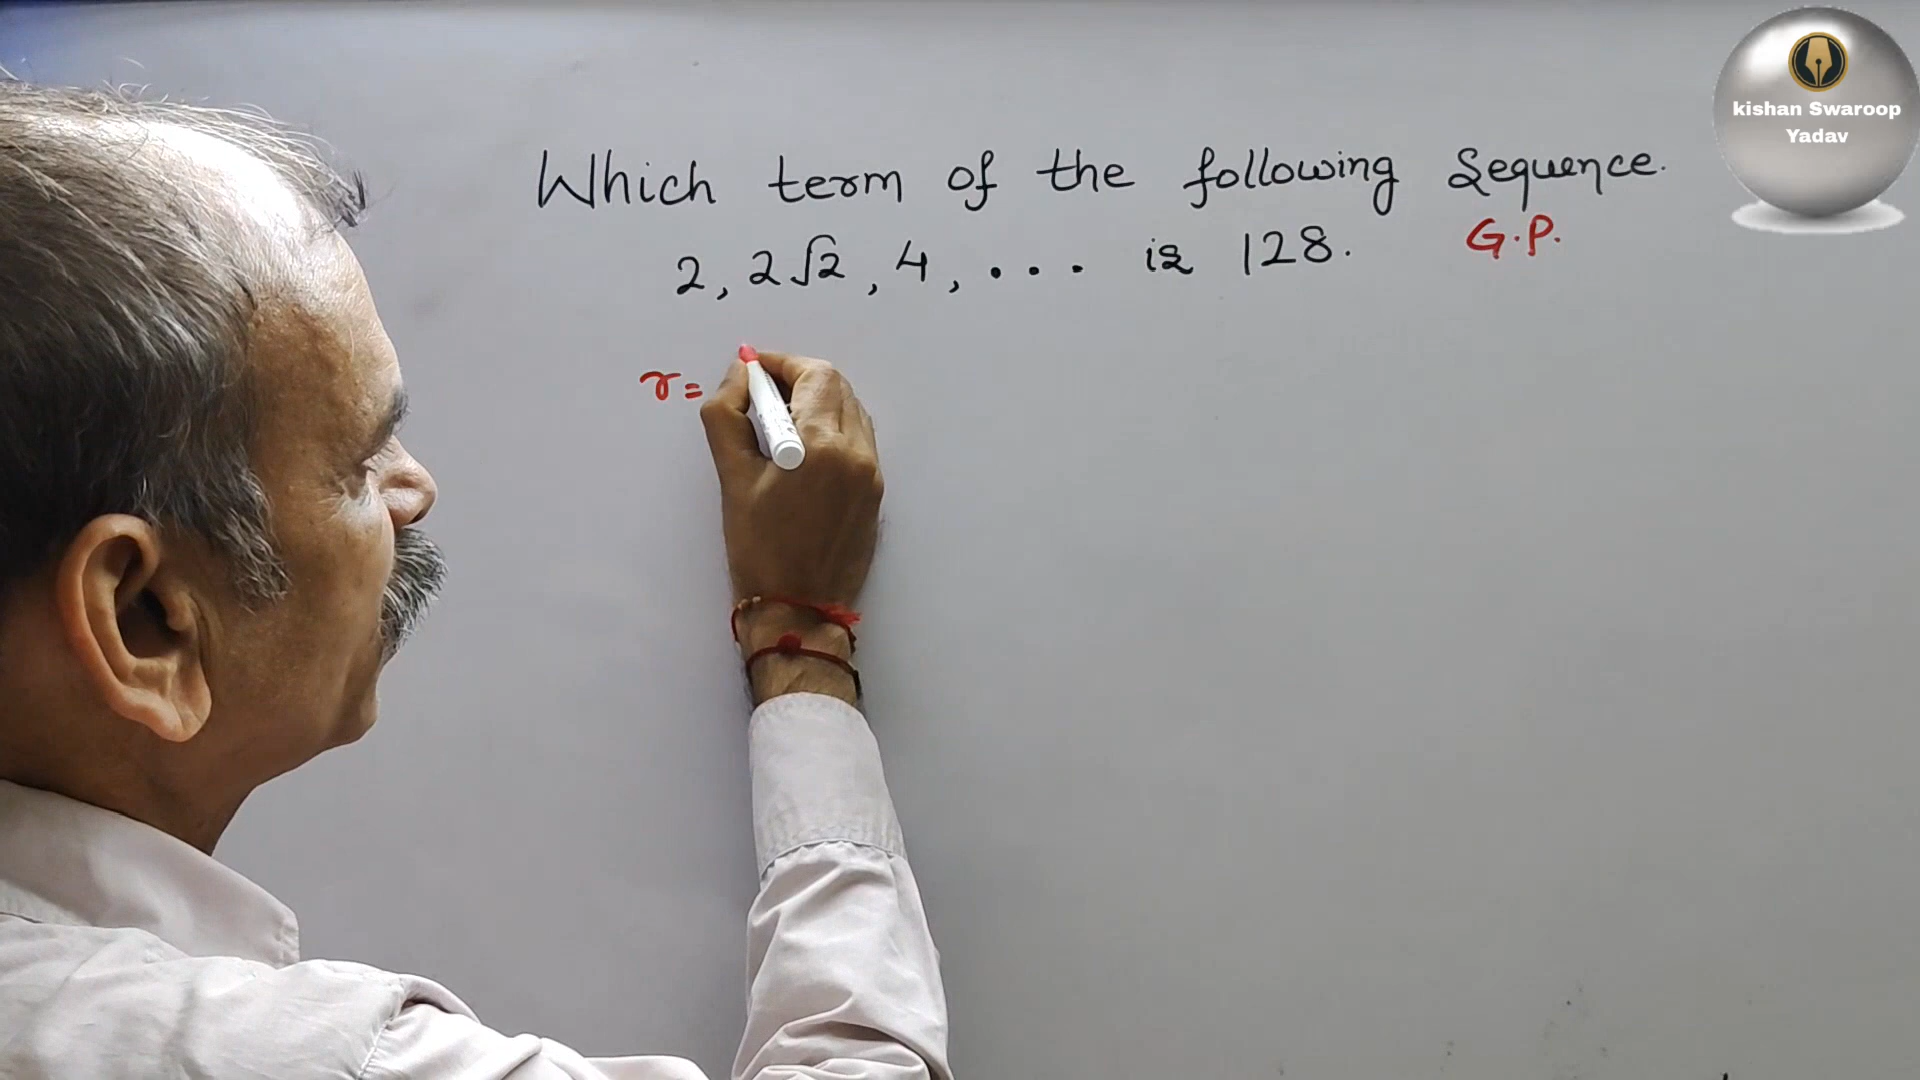 kishan Swaroop
Yadav
Which term of the following Sequence.
2, 2√2, 4, ... is 128. G.P.
r=